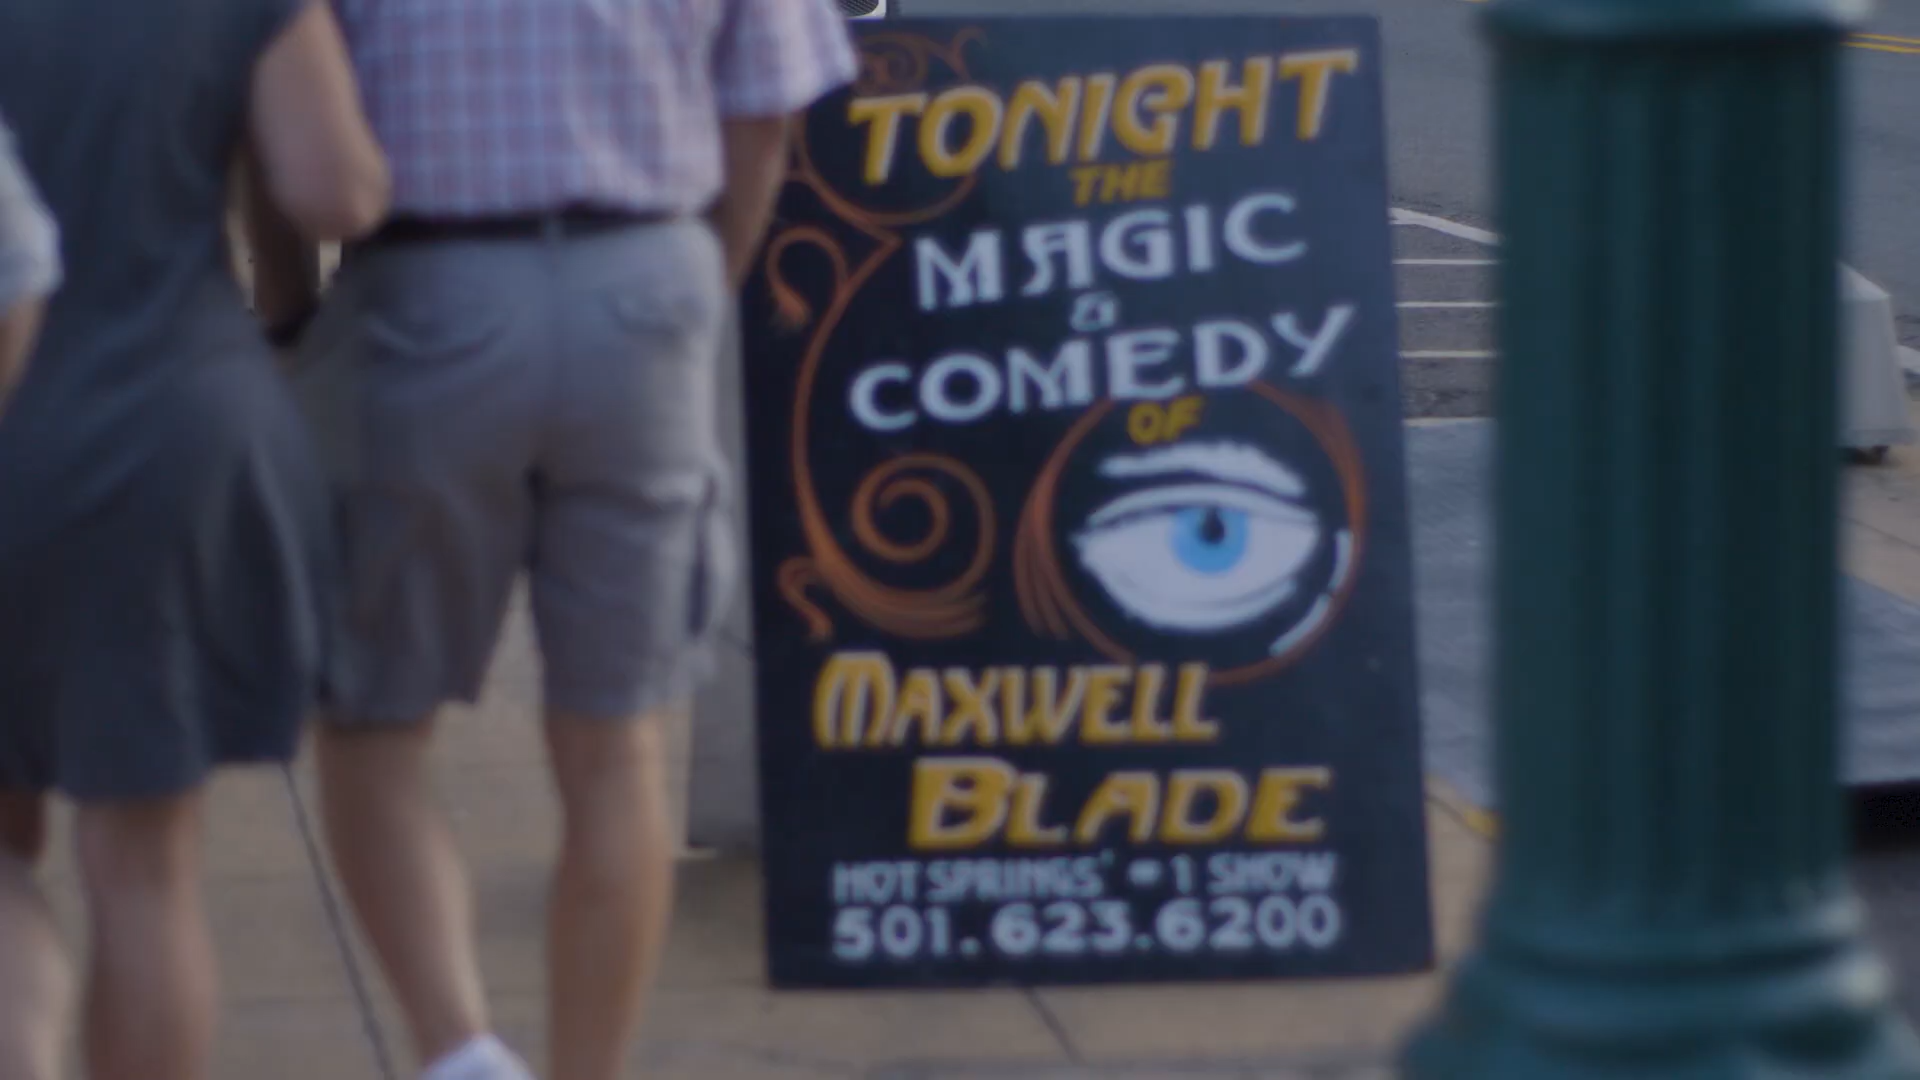 TONIGHT
THE
MAGIC
&
COMEDY
OF
MAXWELL
BLADE
HOT SPRINGS' #1 SHOW
501.623.6200